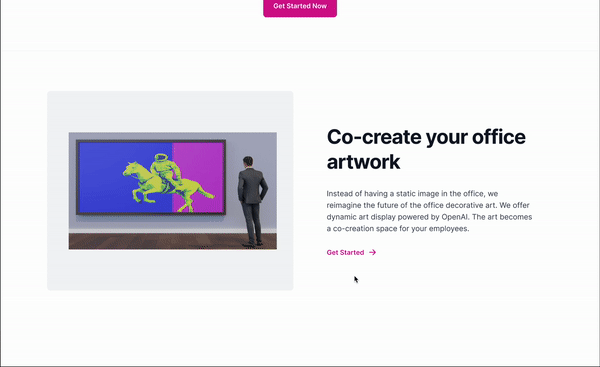 Get Started Now
Co-create your office
artwork
Instead of having a static image in the office, we
reimagine the future of the office decorative art. We offer
dynamic art display powered by OpenAI. The art becomes
a co-creation space for your employees.
Get Started →